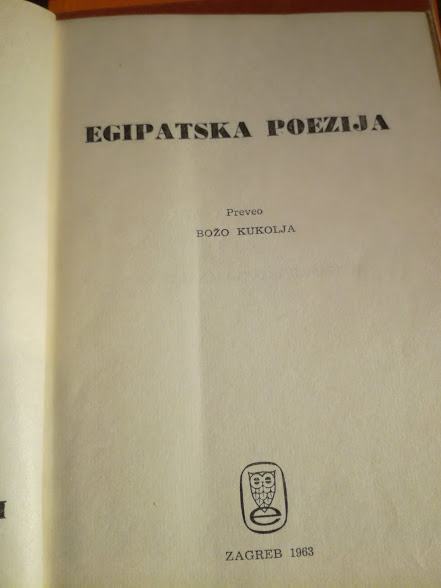 EGIPATSKA POEZIJA
Preveo
BOŽO KUKOLJA
e
ZAGREB 1963